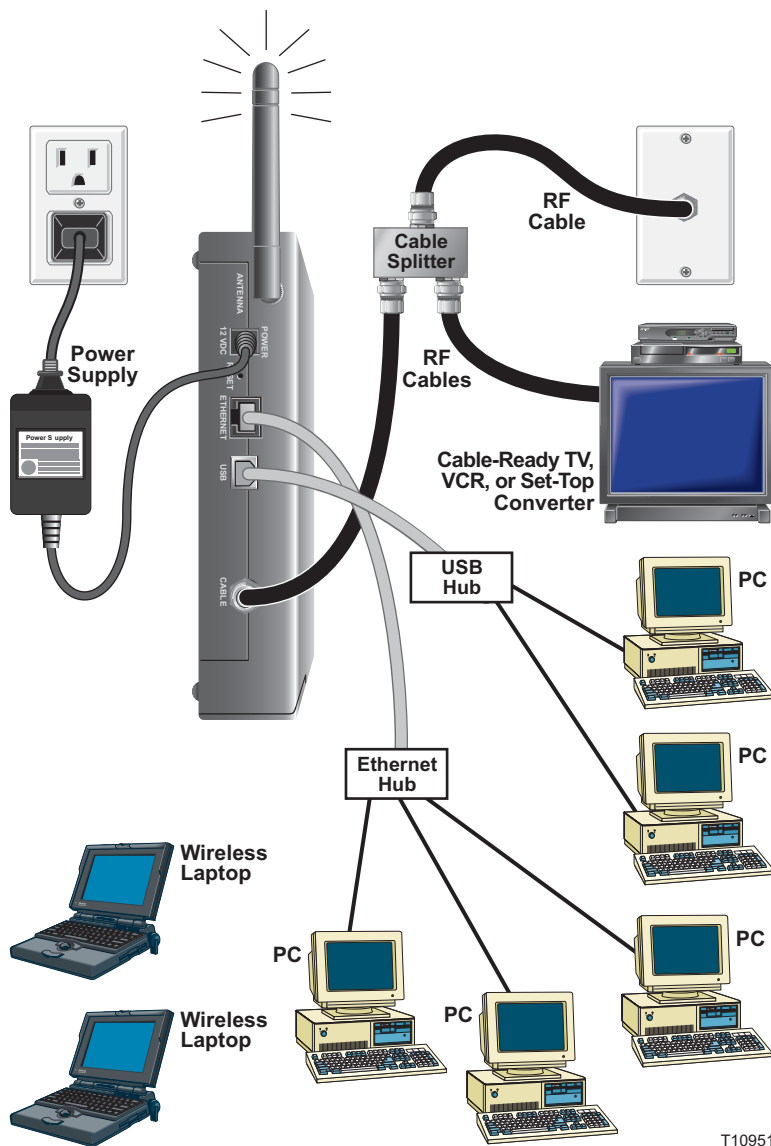 RF
Cable
Cable
Splitter
ANTENNA
POWER
12 VDC
Power
Supply
RF
Cables
ETHERNET
Power S upply
USB
Cable-Ready TV,
VCR, or Set-Top
Converter
CABLE
USB
Hub
PC
PC
Ethernet
Hub
Wireless
Laptop
PC
PC
PC
Wireless
Laptop
T10951